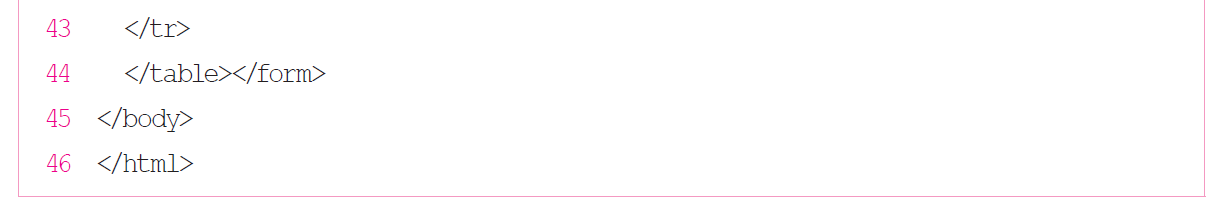 43 </tr>
44 </table></form>
45 </body>
46 </html>